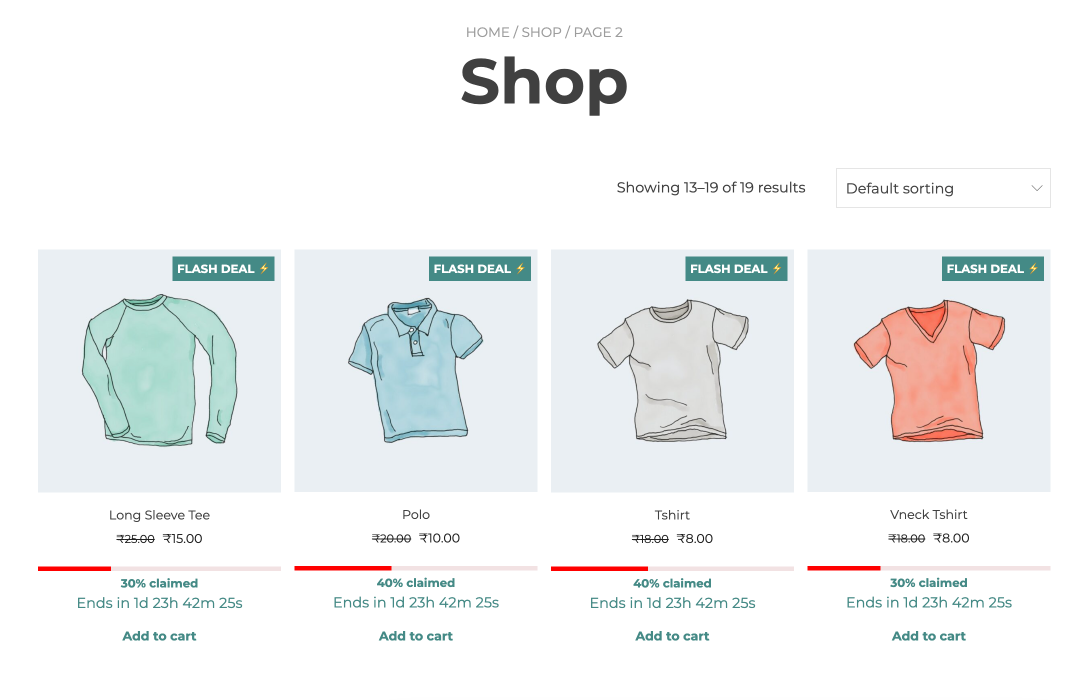 HOME / SHOP / PAGE 2
Shop
Showing 13–19 of 19 results
Default sorting
FLASH DEAL ⚡
FLASH DEAL ⚡
FLASH DEAL ⚡
FLASH DEAL ⚡
Long Sleeve Tee
₹25.00 ₹15.00
30% claimed
Ends in 1d 23h 42m 25s
Add to cart
Polo
₹20.00 ₹10.00
40% claimed
Ends in 1d 23h 42m 25s
Add to cart
Tshirt
₹18.00 ₹8.00
40% claimed
Ends in 1d 23h 42m 25s
Add to cart
Vneck Tshirt
₹18.00 ₹8.00
30% claimed
Ends in 1d 23h 42m 25s
Add to cart